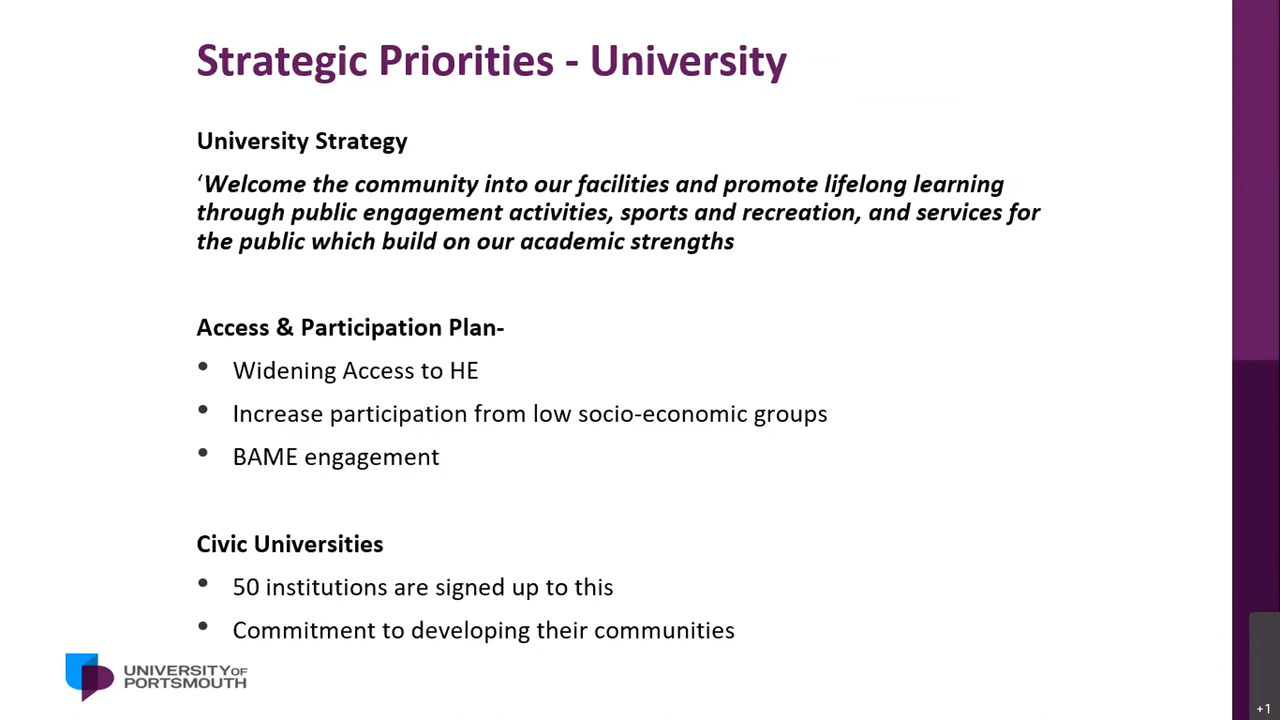 Strategic Priorities - University
University Strategy
‘Welcome the community into our facilities and promote lifelong learning
through public engagement activities, sports and recreation, and services for
the public which build on our academic strengths
Access & Participation Plan-
• Widening Access to HE
• Increase participation from low socio-economic groups
• BAME engagement
Civic Universities
• 50 institutions are signed up to this
• Commitment to developing their communities
UNIVERSITY OF
PORTSMOUTH
+1